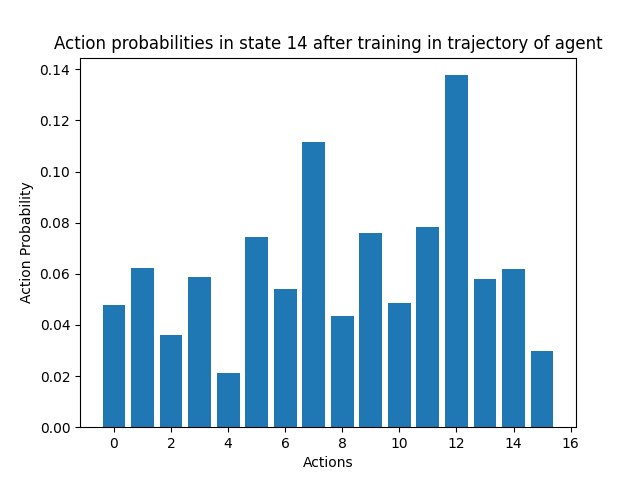 Action probabilities in state 14 after training in trajectory of agent
0.14
0.12
0.10
0.08
0.06
0.04
0.02
0.00
Action Probability
0 2 4 6 8 10 12 14 16
Actions